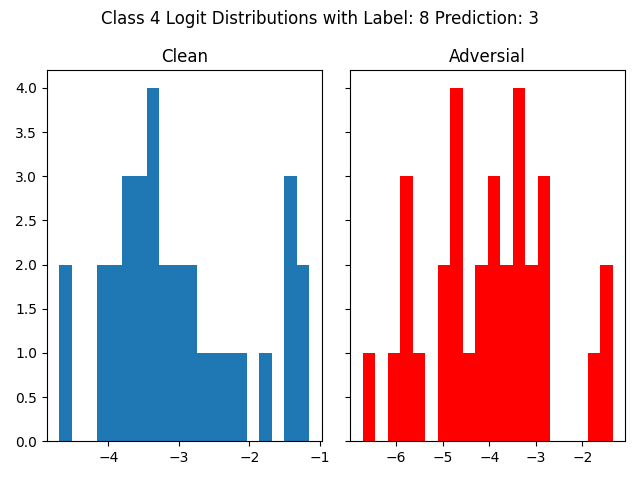 Class 4 Logit Distributions with Label: 8 Prediction: 3
Clean
Adversial
4.0
3.5
3.0
2.5
2.0
1.5
1.0
0.5
0.0
−4 −3 −2 −1
−6 −5 −4 −3 −2